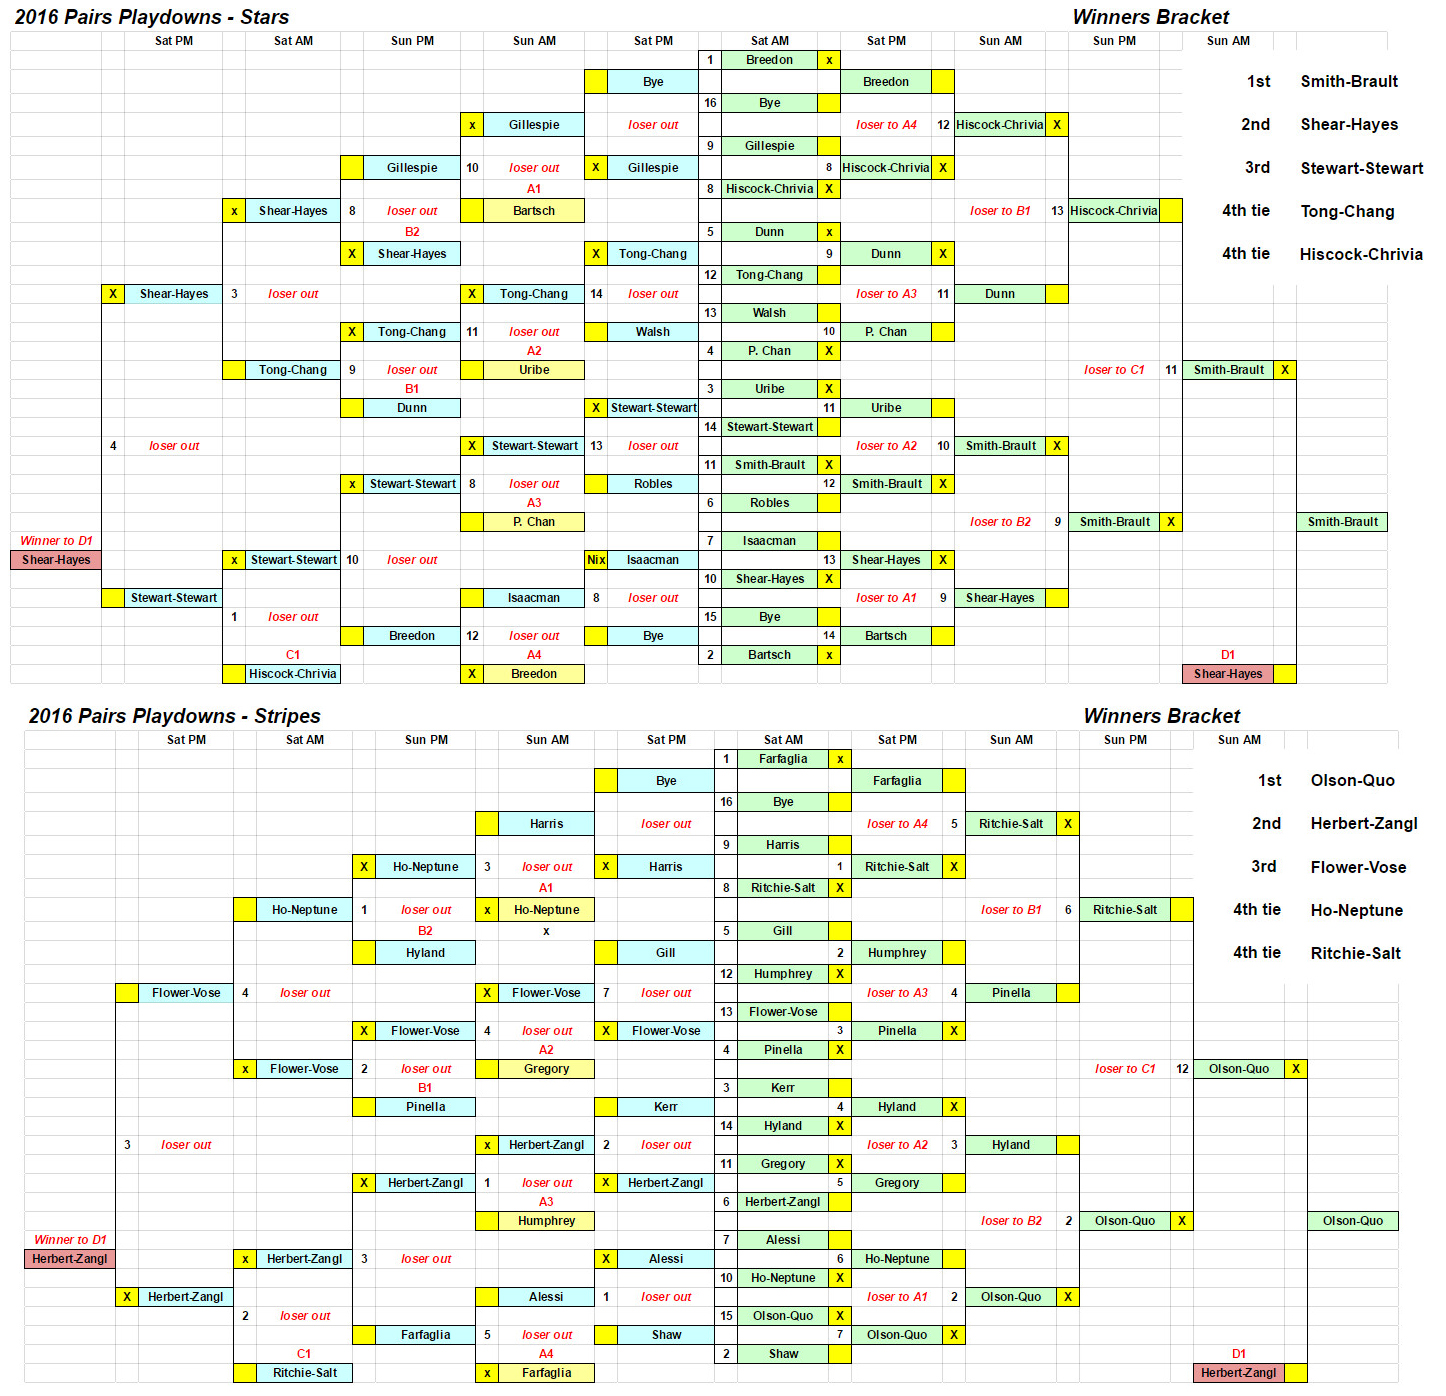 2016 Pairs Playdowns - Stars Winners Bracket
Sat PM Sat AM Sun PM Sun AM Sat PM Sat AM Sat PM Sun AM Sun PM Sun AM
1 Breedon x
Bye Breedon 1st Smith-Brault
16 Bye
x Gillespie loser out loser to A4 12 Hiscock-Chrivia X 2nd Shear-Hayes
9 Gillespie
Gillespie 10 loser out X Gillespie 8 Hiscock-Chrivia X 3rd Stewart-Stewart
A1 8 Hiscock-Chrivia X
x Shear-Hayes 8 loser out Bartsch loser to B1 13 Hiscock-Chrivia 4th tie Tong-Chang
B2 5 Dunn x
X Shear-Hayes X Tong-Chang 9 Dunn X 4th tie Hiscock-Chrivia
12 Tong-Chang
X Shear-Hayes 3 loser out X Tong-Chang 14 loser out loser to A3 11 Dunn
13 Walsh
X Tong-Chang 11 loser out Walsh 10 P. Chan
A2 4 P. Chan X
Tong-Chang 9 loser out Uribe loser to C1 11 Smith-Brault X
B1 3 Uribe X
Dunn X Stewart-Stewart 11 Uribe
14 Stewart-Stewart
4 loser out X Stewart-Stewart 13 loser out loser to A2 10 Smith-Brault X
11 Smith-Brault X
x Stewart-Stewart 8 loser out Robles 12 Smith-Brault X
A3 6 Robles
P. Chan loser to B2 9 Smith-Brault X Smith-Brault
Winner to D1 7 Isaacman
Shear-Hayes x Stewart-Stewart 10 loser out Nix Isaacman 13 Shear-Hayes X
10 Shear-Hayes X
Stewart-Stewart Isaacman 8 loser out loser to A1 9 Shear-Hayes
1 loser out 15 Bye
Breedon 12 loser out Bye 14 Bartsch
C1 A4 2 Bartsch x D1
Hiscock-Chrivia X Breedon Shear-Hayes
2016 Pairs Playdowns - Stripes Winners Bracket
Sat PM Sat AM Sun PM Sun AM Sat PM Sat AM Sat PM Sun AM Sun PM Sun AM
1 Farfaglia x
Bye Farfaglia 1st Olson-Quo
16 Bye
Harris loser out loser to A4 5 Ritchie-Salt X 2nd Herbert-Zangl
9 Harris
X Ho-Neptune 3 loser out X Harris 1 Ritchie-Salt X 3rd Flower-Vose
A1 8 Ritchie-Salt X
Ho-Neptune 1 loser out x Ho-Neptune loser to B1 6 Ritchie-Salt 4th tie Ho-Neptune
B2 x 5 Gill
Hyland Gill 2 Humphrey 4th tie Ritchie-Salt
12 Humphrey X
Flower-Vose 4 loser out X Flower-Vose 7 loser out loser to A3 4 Pinella
13 Flower-Vose
X Flower-Vose 4 loser out X Flower-Vose 3 Pinella X
A2 4 Pinella X
x Flower-Vose 2 loser out Gregory loser to C1 12 Olson-Quo X
B1 3 Kerr
Pinella Kerr 4 Hyland X
14 Hyland X
3 loser out x Herbert-Zangl 2 loser out loser to A2 3 Hyland
11 Gregory X
X Herbert-Zangl 1 loser out X Herbert-Zangl 5 Gregory
A3 6 Herbert-Zangl
Humphrey loser to B2 2 Olson-Quo X Olson-Quo
Winner to D1 7 Alessi
Herbert-Zangl x Herbert-Zangl 3 loser out X Alessi 6 Ho-Neptune
10 Ho-Neptune X
X Herbert-Zangl Alessi 1 loser out loser to A1 2 Olson-Quo X
2 loser out 15 Olson-Quo X
Farfaglia 5 loser out Shaw 7 Olson-Quo X
C1 A4 2 Shaw D1
Ritchie-Salt x Farfaglia Herbert-Zangl